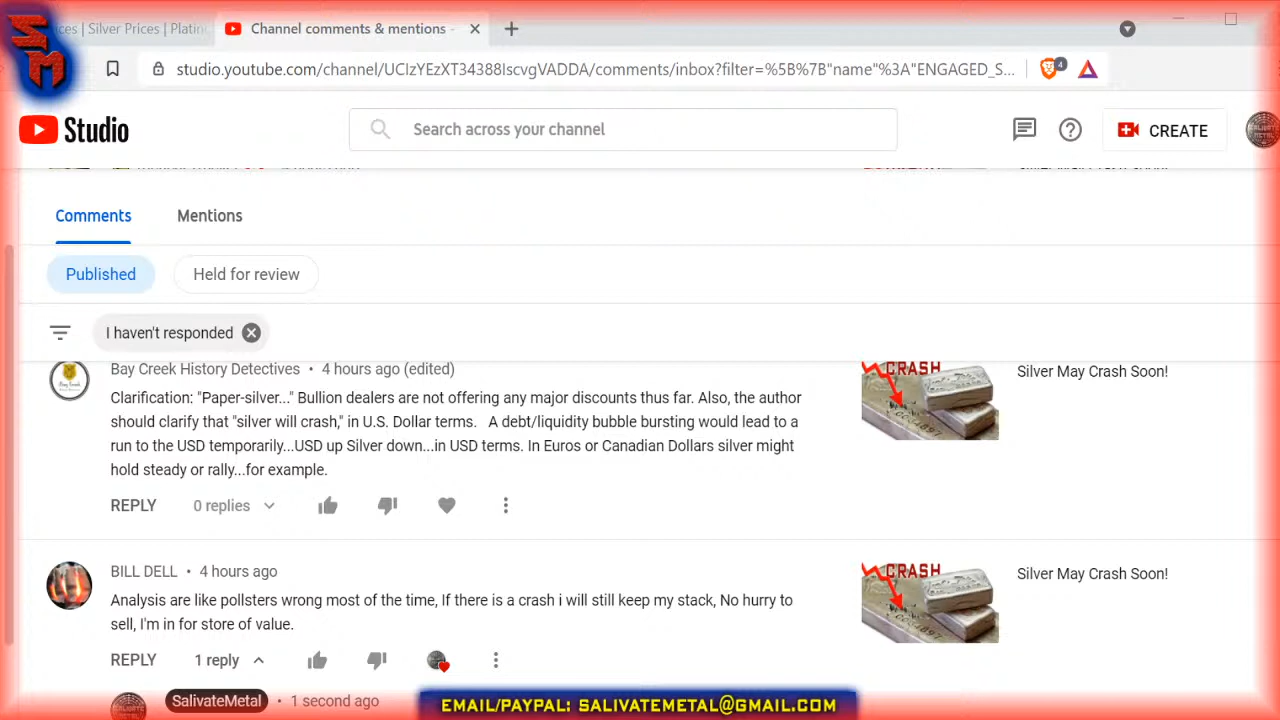 SM
ces | Silver Prices | Platin
Channel comments & mentions -
studio.youtube.com/channel/UCIzYEzXT34388IscvgVADDA/comments/inbox?filter=%5B%7B"name"%3A"ENGAGED_S...
4
Studio
Search across your channel
CREATE
Comments
Mentions
Published
Held for review
I haven't responded
Bay Creek History Detectives • 4 hours ago (edited)
Clarification: "Paper-silver..." Bullion dealers are not offering any major discounts thus far. Also, the author
should clarify that "silver will crash," in U.S. Dollar terms. A debt/liquidity bubble bursting would lead to a
run to the USD temporarily...USD up Silver down...in USD terms. In Euros or Canadian Dollars silver might
hold steady or rally...for example.
REPLY
0 replies
CRASH
Silver May Crash Soon!
BILL DELL • 4 hours ago
Analysis are like pollsters wrong most of the time, If there is a crash i will still keep my stack, No hurry to
sell, I'm in for store of value.
REPLY
1 reply
CRASH
Silver May Crash Soon!
SalivateMetal • 1 second ago
EMAIL/PAYPAL: SALIVATEMETAL@GMAIL.COM